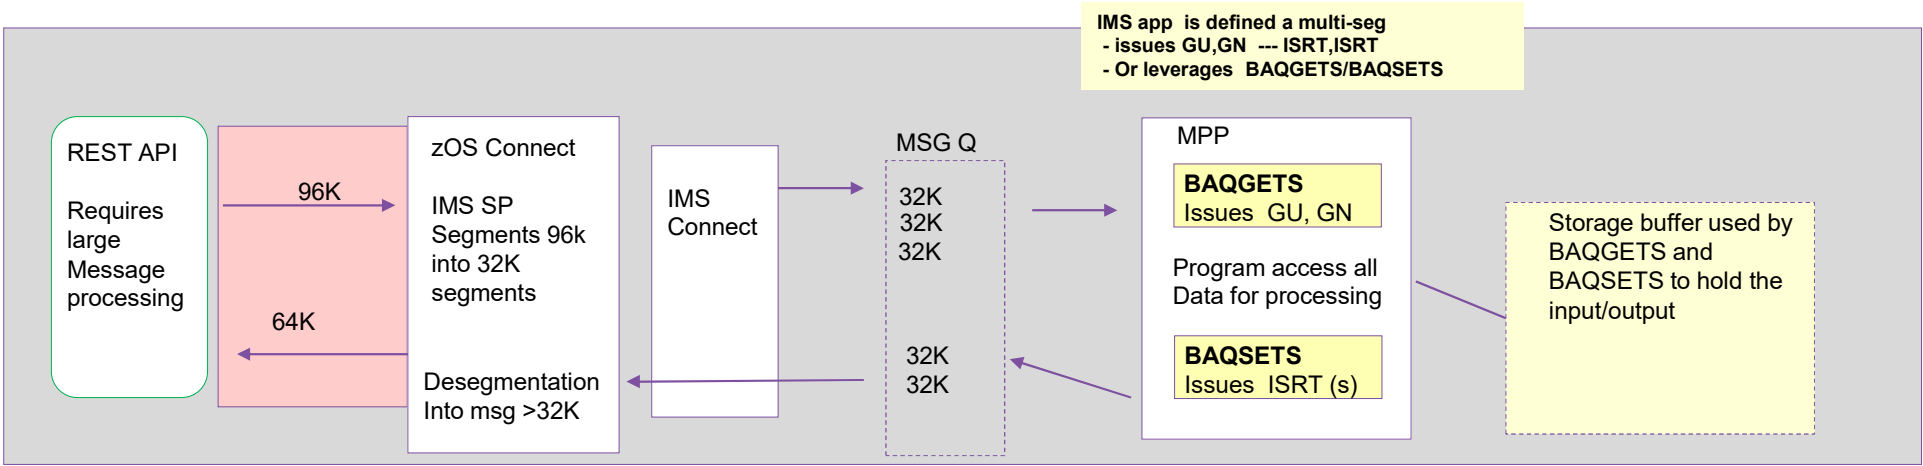 IMS app is defined a multi-seg
- issues GU,GN --- ISRT,ISRT
- Or leverages BAQGETS/BAQSETS
REST API
Requires
large
Message
processing
96K
64K
zOS Connect
IMS SP
Segments 96k
into 32K
segments
Desegmentation
Into msg >32K
IMS
Connect
MSG Q
32K
32K
32K
32K
32K
MPP
BAQGETS
Issues GU, GN
Program access all
Data for processing
BAQSETS
Issues ISRT (s)
Storage buffer used by
BAQGETS and
BAQSETS to hold the
input/output